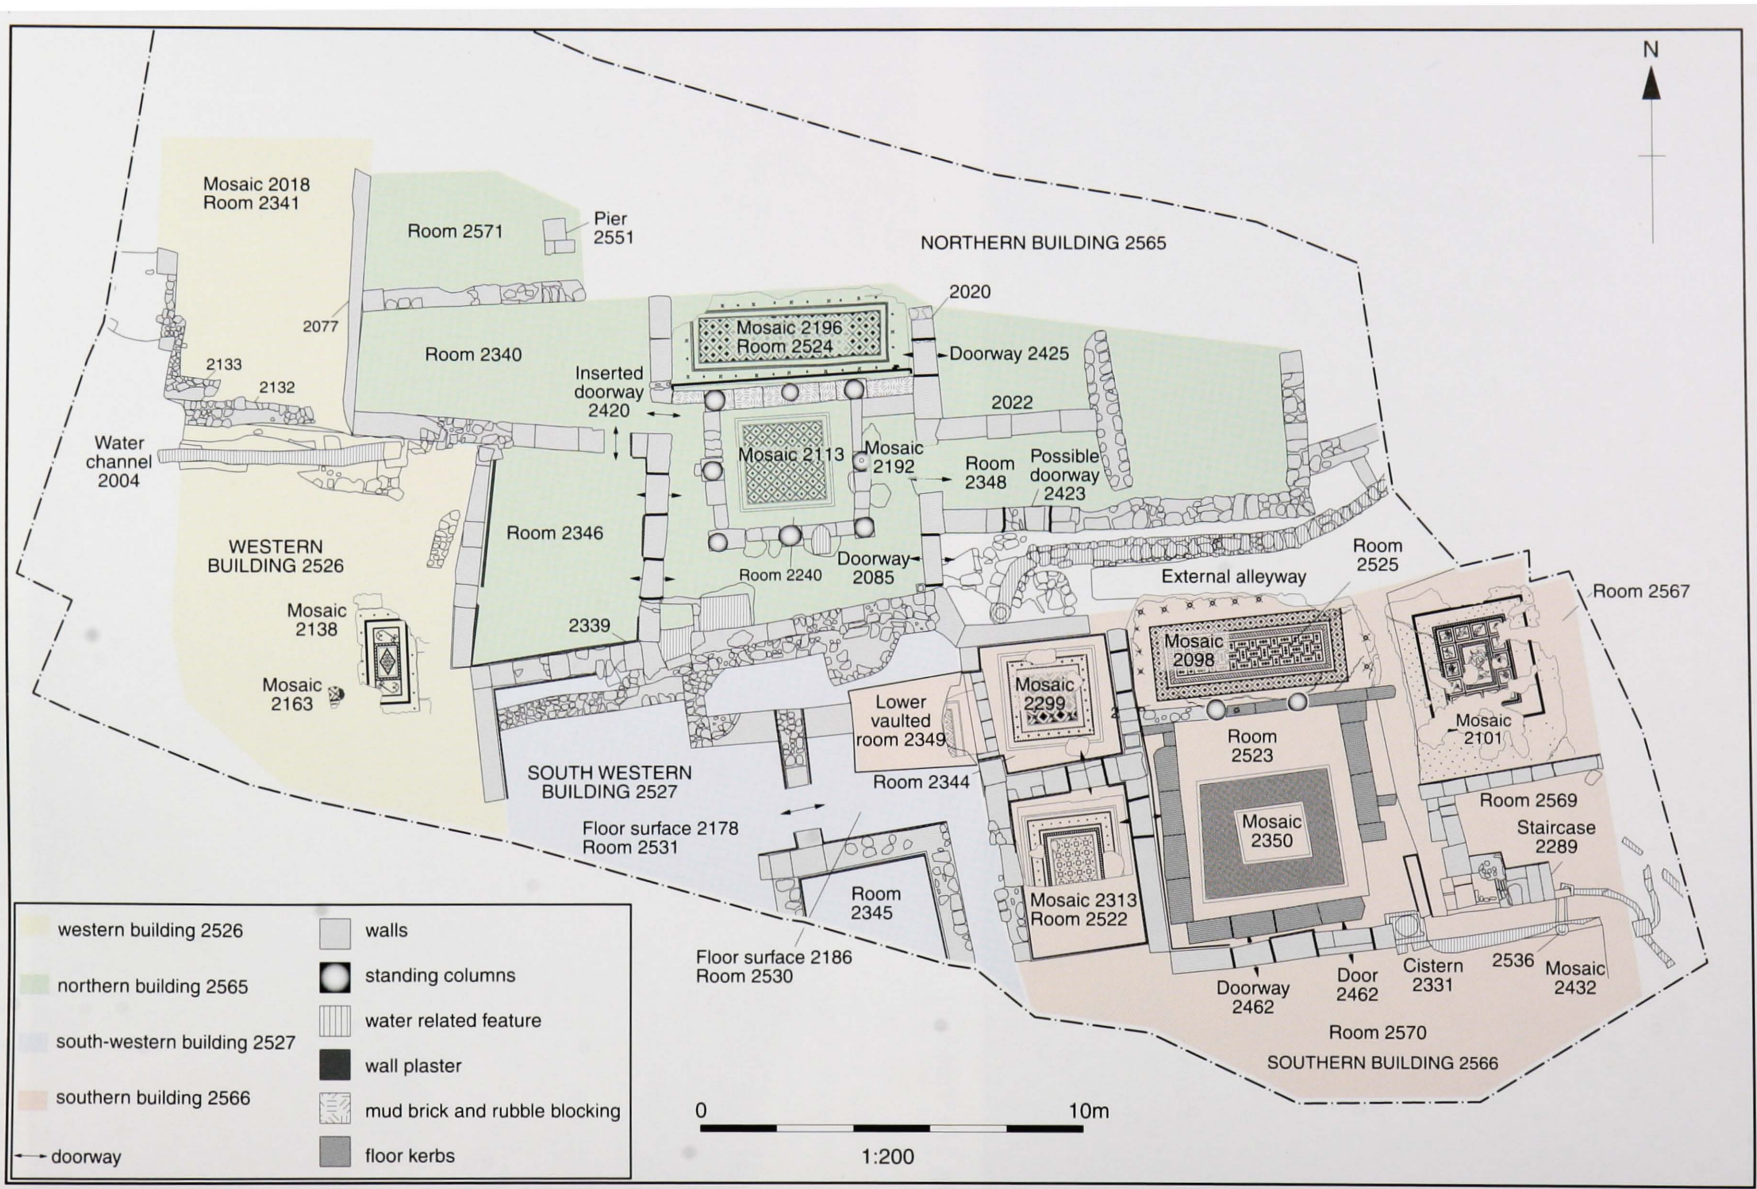 N
Mosaic 2018
Room 2341
Room 2571
Pier
2551
NORTHERN BUILDING 2565
2020
2077
Mosaic 2196
Room 2524
Room 2340
Doorway 2425
2133
Inserted
doorway
2420
2132
2022
Water
channel
2004
Mosaic 2113
Mosaic
2192
Room
2348
Possible
doorway
2423
Room 2346
WESTERN
BUILDING 2526
Doorway
2085
Room 2240
Room
2525
External alleyway
Room 2567
Mosaic
2138
2339
Mosaic
2098
Mosaic
2163
Mosaic
2299
Lower
vaulted
room 2349
Mosaic
2101
Room
2523
SOUTH WESTERN
BUILDING 2527
Room 2344
Room 2569
Floor surface 2178
Room 2531
Mosaic
2350
Staircase
2289
Room
2345
Mosaic 2313
Room 2522
Floor surface 2186
Room 2530
2536
Cistern
2331
Mosaic
2432
Doorway
2462
Door
2462
Room 2570
SOUTHERN BUILDING 2566
western building 2526
northern building 2565
south-western building 2527
southern building 2566
doorway
walls
standing columns
water related feature
wall plaster
mud brick and rubble blocking
floor kerbs
0 10m
1:200